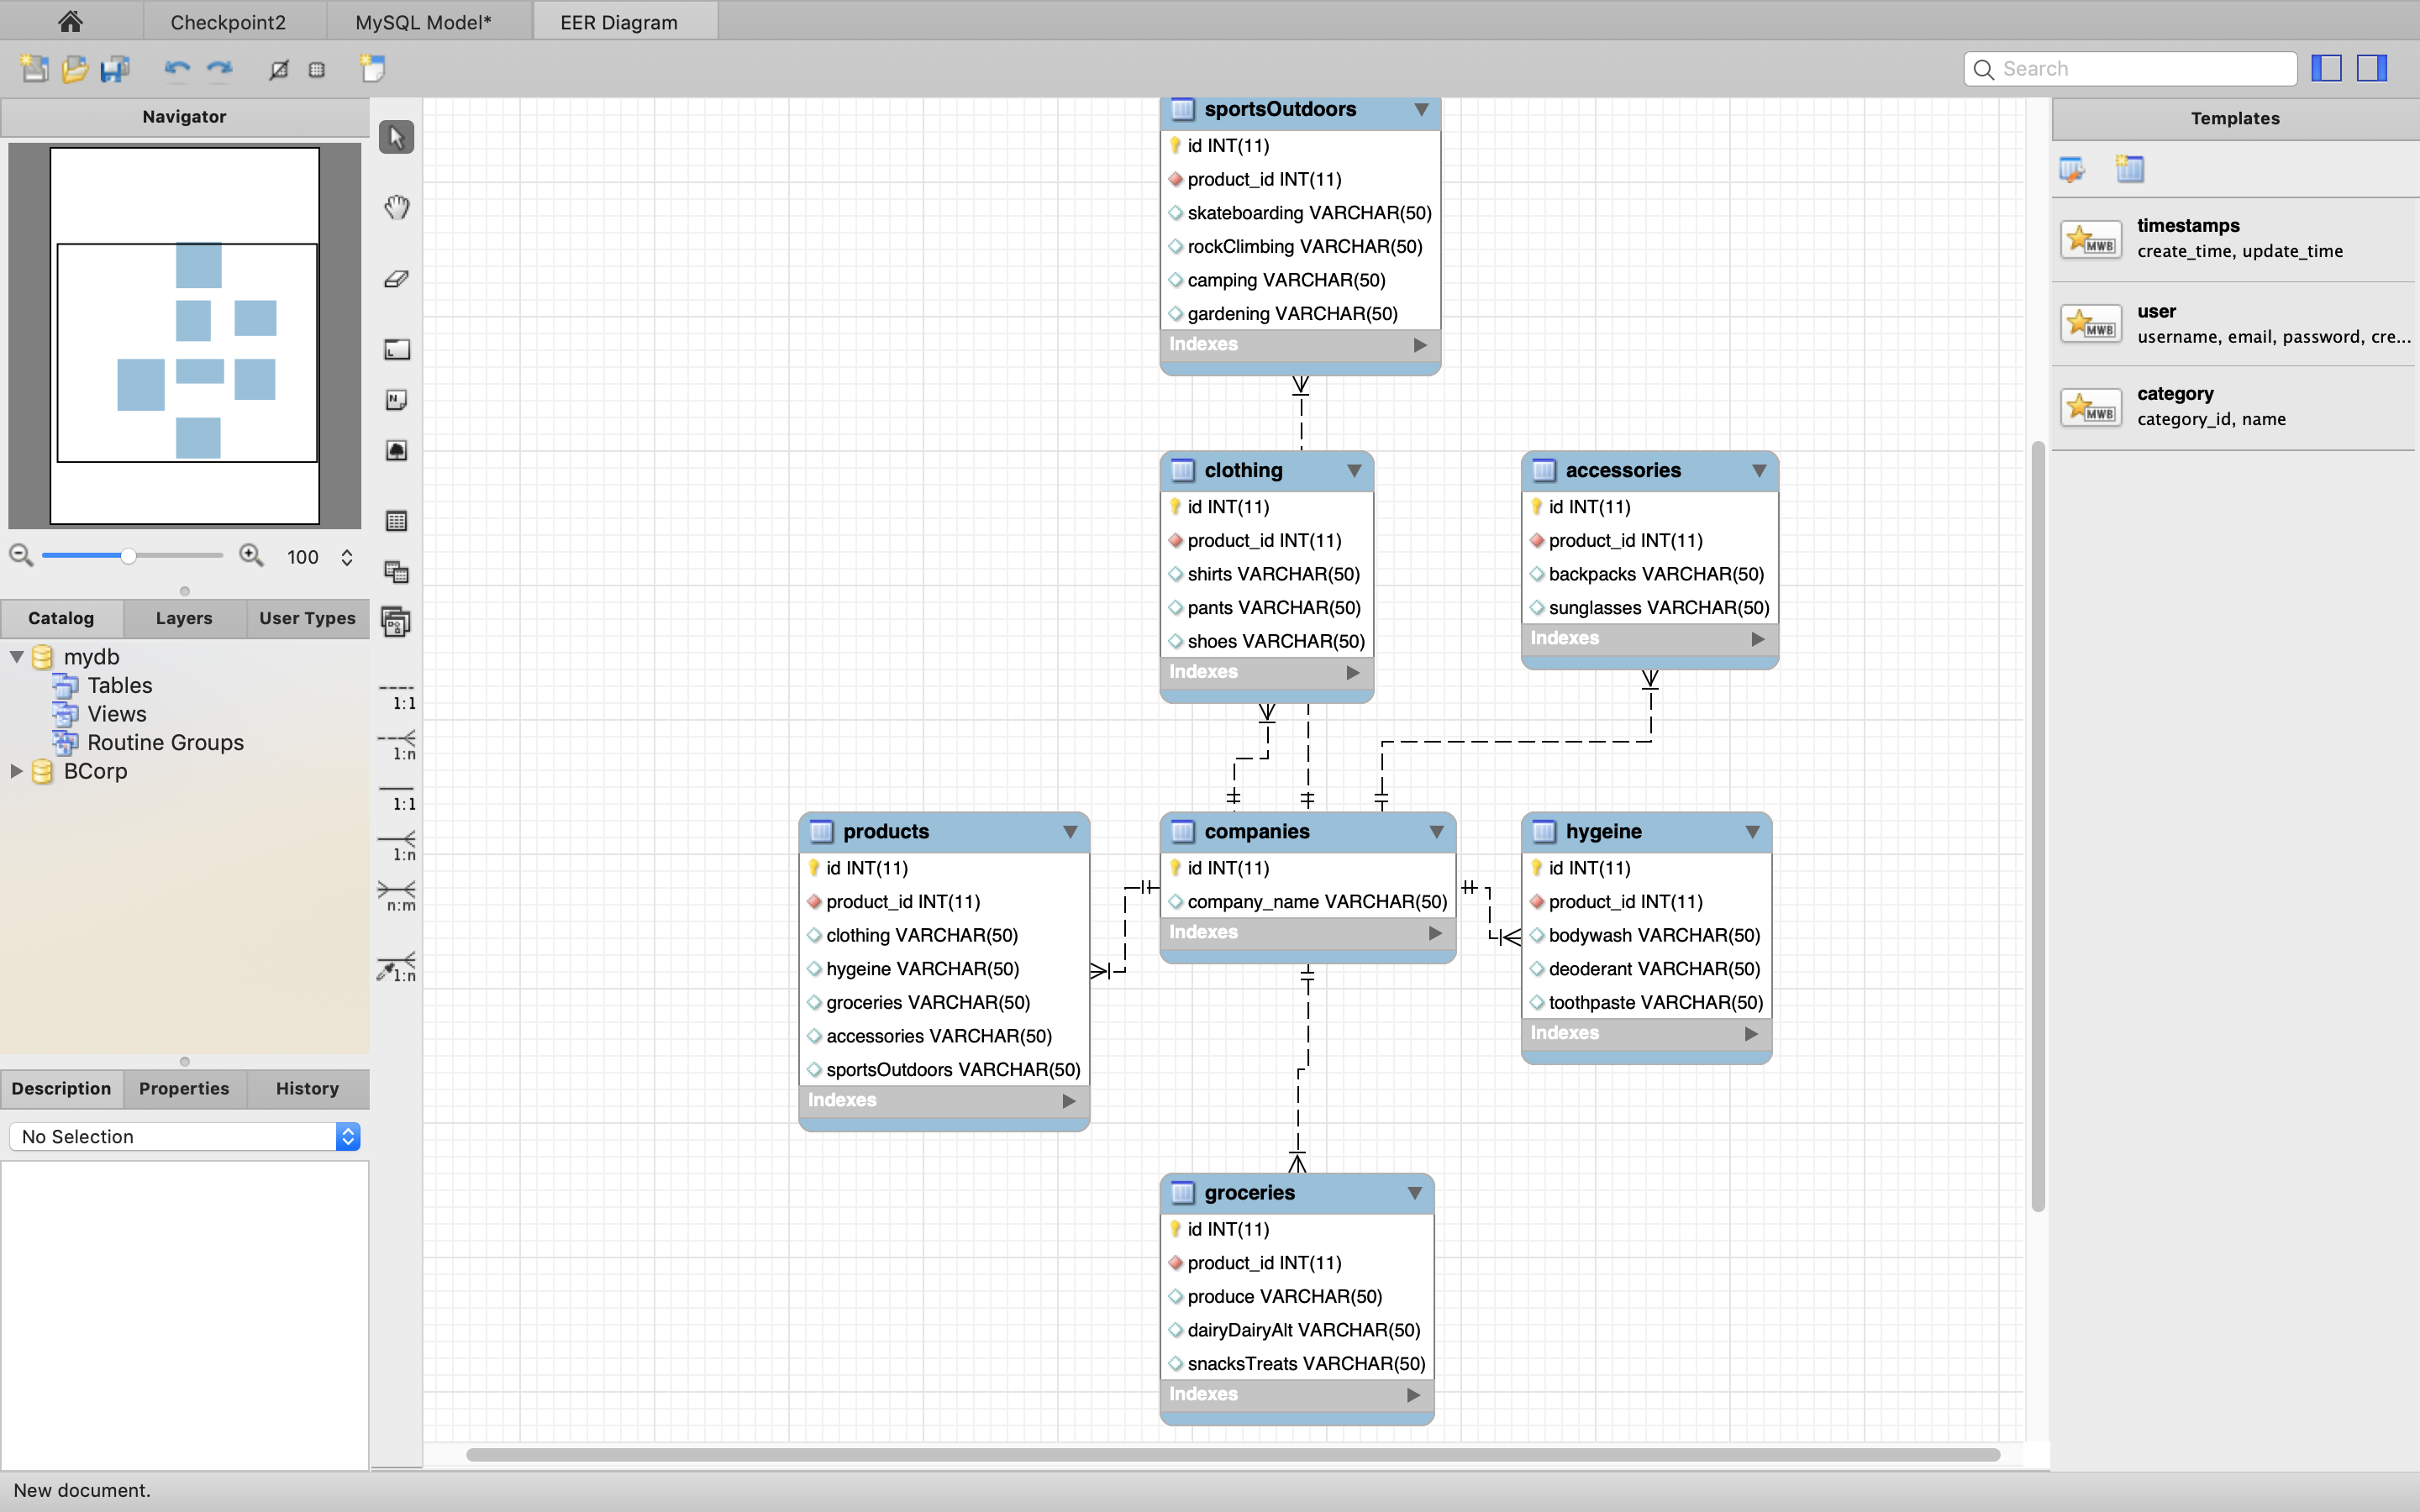 Checkpoint2
MySQL Model*
EER Diagram
Search
Navigator
100
Catalog
Layers
User Types
mydb
Tables
Views
Routine Groups
BCorp
Description
Properties
History
No Selection
New document.
L
N
1:1
1:n
1:1
1:n
n:m
1:n
sportsOutdoors
id INT(11)
product_id INT(11)
skateboarding VARCHAR(50)
rockClimbing VARCHAR(50)
camping VARCHAR(50)
gardening VARCHAR(50)
Indexes
clothing
id INT(11)
product_id INT(11)
shirts VARCHAR(50)
pants VARCHAR(50)
shoes VARCHAR(50)
Indexes
accessories
id INT(11)
product_id INT(11)
backpacks VARCHAR(50)
sunglasses VARCHAR(50)
Indexes
products
id INT(11)
product_id INT(11)
clothing VARCHAR(50)
hygeine VARCHAR(50)
groceries VARCHAR(50)
accessories VARCHAR(50)
sportsOutdoors VARCHAR(50)
Indexes
companies
id INT(11)
company_name VARCHAR(50)
Indexes
hygeine
id INT(11)
product_id INT(11)
bodywash VARCHAR(50)
deoderant VARCHAR(50)
toothpaste VARCHAR(50)
Indexes
groceries
id INT(11)
product_id INT(11)
produce VARCHAR(50)
dairyDairyAlt VARCHAR(50)
snacksTreats VARCHAR(50)
Indexes
Templates
MWB
timestamps
create_time, update_time
MWB
user
username, email, password, cre...
MWB
category
category_id, name